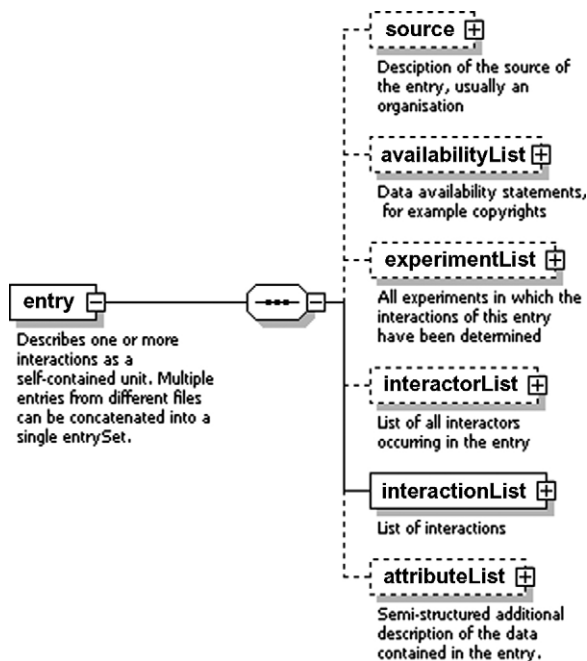 source
Desciption of the source of
the entry, usually an
organisation
availabilityList
Data availability statements,
for example copyrights
experimentList
All experiments in which the
interactions of this entry
have been determined
entry
Describes one or more
interactions as a
self-contained unit. Multiple
entries from different files
can be concatenated into a
single entrySet.
interactorList
List of all interactors
occurring in the entry
interactionList
List of interactions
attributeList
Semi-structured additional
description of the data
contained in the entry.